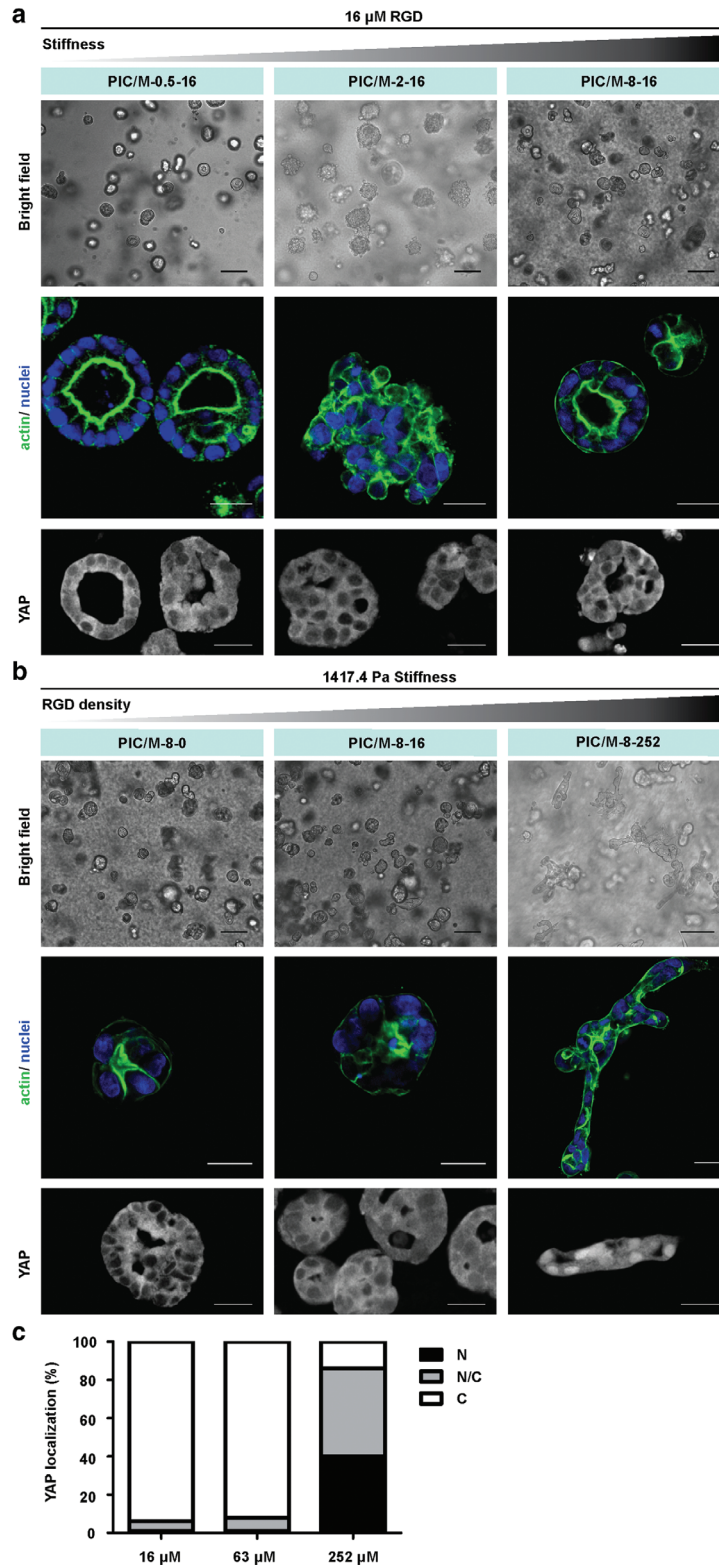 a
16 µM RGD
Stiffness
PIC/M-0.5-16 PIC/M-2-16 PIC/M-8-16
Bright field
actin/ nuclei
YAP
b
1417.4 Pa Stiffness
RGD density
PIC/M-8-0 PIC/M-8-16 PIC/M-8-252
Bright field
actin/ nuclei
YAP
c
YAP localization (%)
100
80
60
40
20
0
16 µM 63 µM 252 µM
N
N/C
C